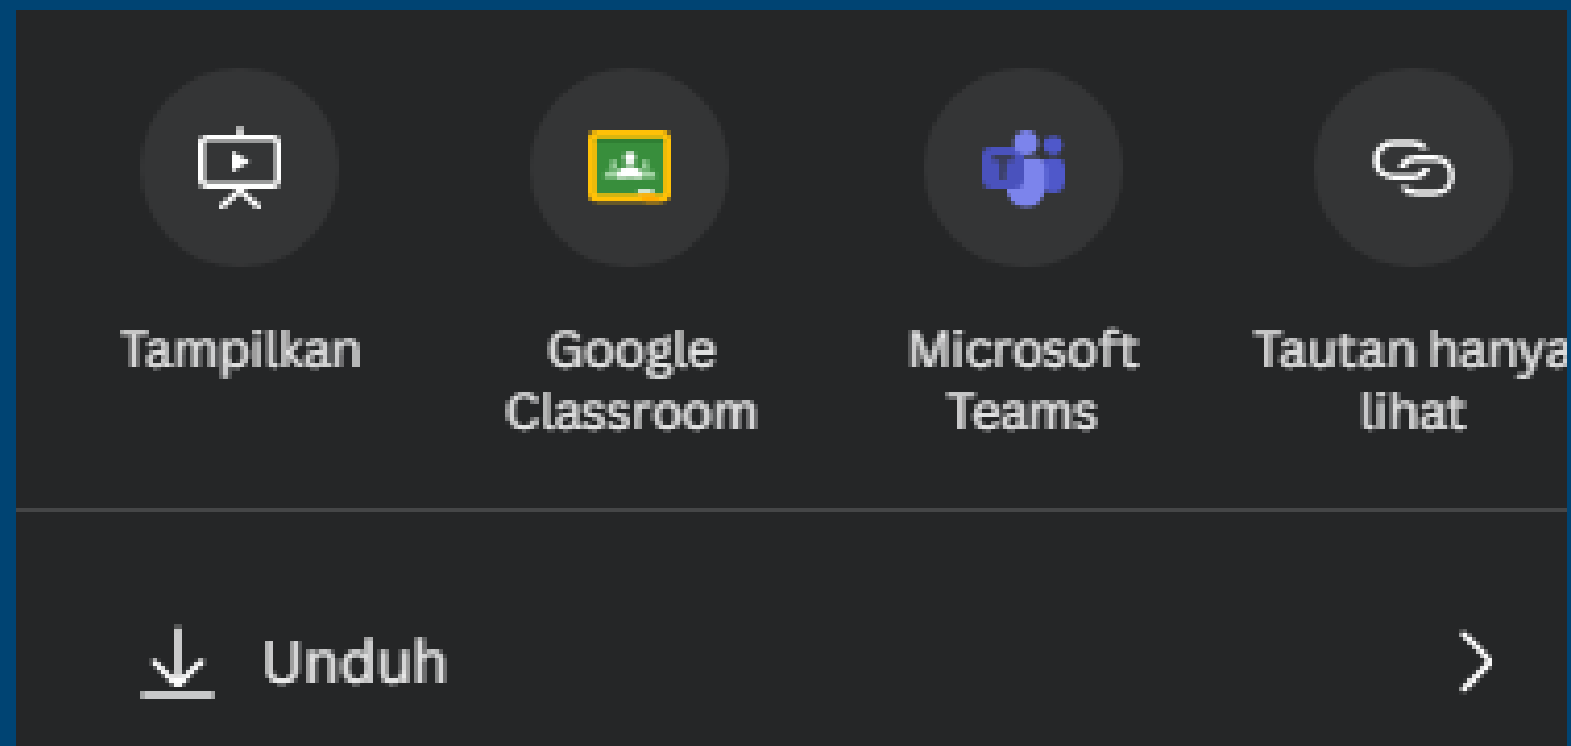 Tampilkan
Google
Classroom
Microsoft
Teams
Tautan hanya
lihat
Unduh